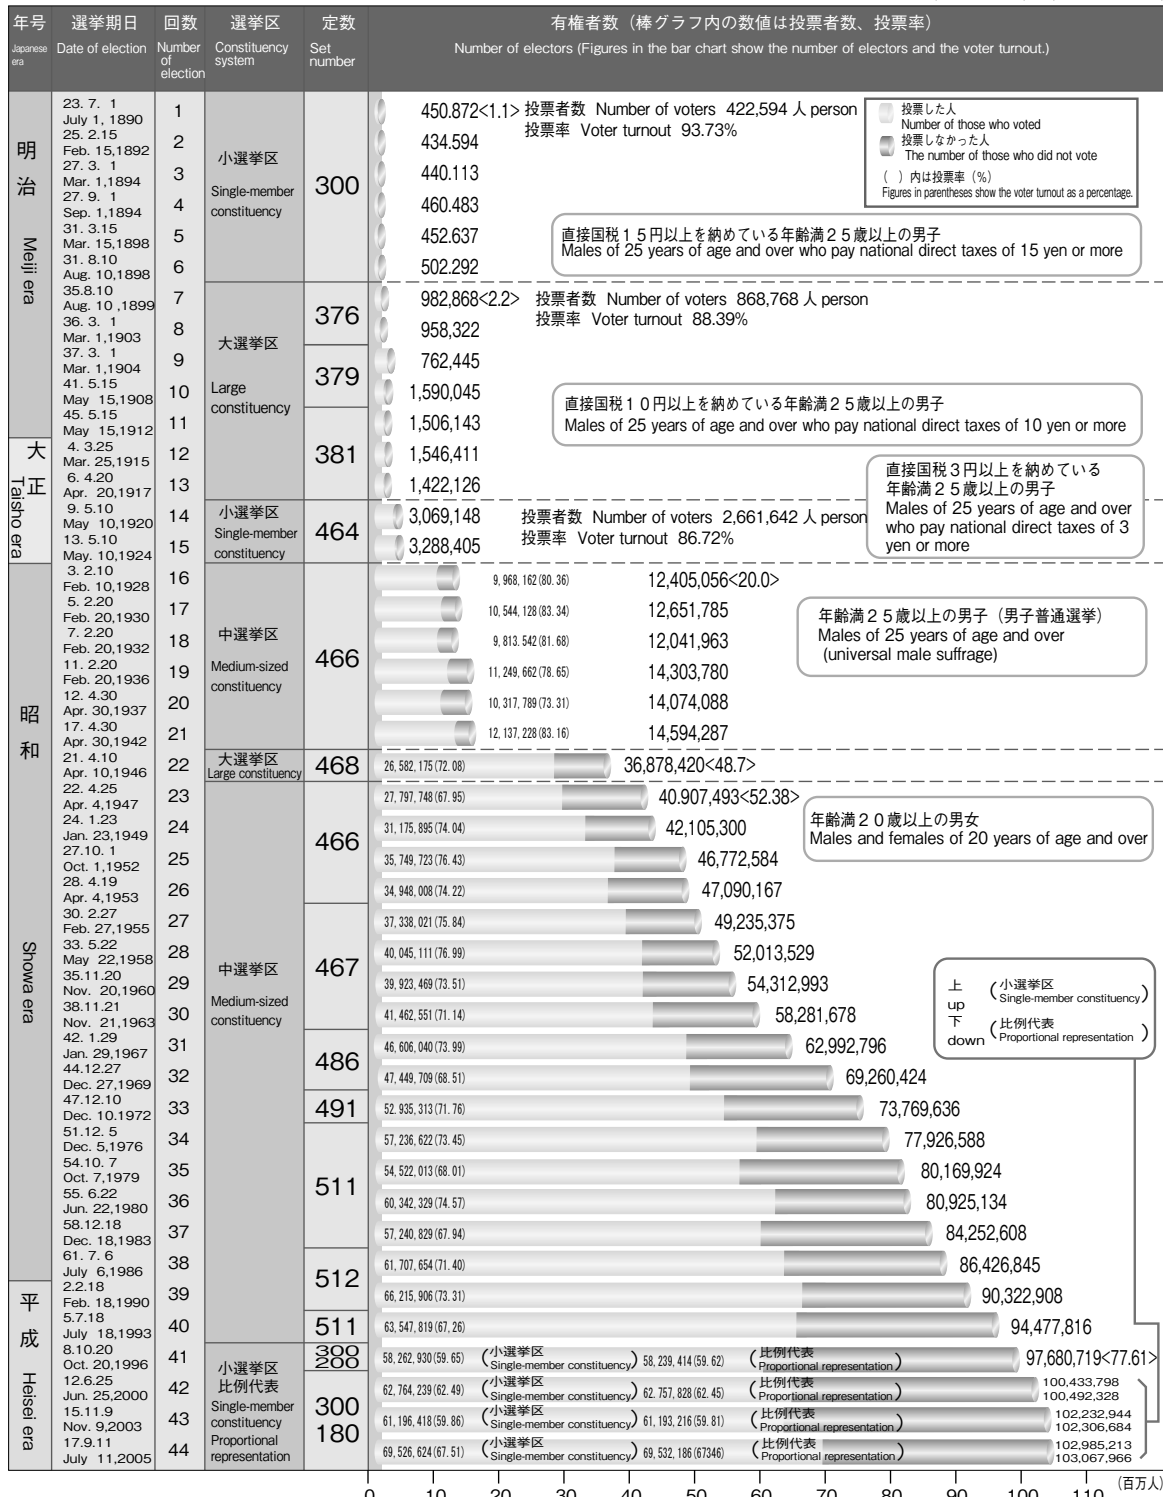 年号 選挙期日 回数 選挙区 定数 有権者数（棒グラフ内の数値は投票者数、投票率）
Japanese era Date of election Number of election Constituency system Set number Number of electors (Figures in the bar chart show the number of electors and the voter turnout.)
明治 Meiji era
23. 7. 1
July 1, 1890 1 450.872<1.1> 投票者数 Number of voters 422,594 人 person
投票率 Voter turnout 93.73%
25. 2.15
Feb. 15,1892 2 434.594
27. 3. 1
Mar. 1,1894 3 440.113
27. 9. 1
Sep. 1,1894 4 460.483
31. 3.15
Mar. 15,1898 5 452.637
31. 8.10
Aug. 10,1898 6 502.292
小選挙区
Single-member
constituency
300
投票した人
Number of those who voted
投票しなかった人
The number of those who did not vote
（ ）内は投票率（%）
Figures in parentheses show the voter turnout as a percentage.
直接国税１５円以上を納めている年齢満２５歳以上の男子
Males of 25 years of age and over who pay national direct taxes of 15 yen or more
35.8.10
Aug. 10 ,1899 7 982,868<2.2> 投票者数 Number of voters 868,768 人 person
投票率 Voter turnout 88.39%
36. 3. 1
Mar. 1,1903 8 958,322
376
37. 3. 1
Mar. 1,1904 9 762,445
41. 5.15
May 15,1908 10 1,590,045
379
45. 5.15
May 15,1912 11 1,506,143
大正 Taisho era
4. 3.25
Mar. 25,1915 12 1,546,411
6. 4.20
Apr. 20,1917 13 1,422,126
381
大選挙区
Large
constituency
直接国税１０円以上を納めている年齢満２５歳以上の男子
Males of 25 years of age and over who pay national direct taxes of 10 yen or more
9. 5.10
May 10,1920 14 3,069,148 投票者数 Number of voters 2,661,642 人 person
投票率 Voter turnout 86.72%
13. 5.10
May. 10,1924 15 3,288,405
小選挙区
Single-member
constituency
464
直接国税３円以上を納めている
年齢満２５歳以上の男子
Males of 25 years of age and over
who pay national direct taxes of 3
yen or more
昭和 Showa era
3. 2.10
Feb. 10,1928 16 9,968,162(80.36) 12,405,056<20.0>
5. 2.20
Feb. 20,1930 17 10,544,128(83.34) 12,651,785
7. 2.20
Feb. 20,1932 18 9,813.542(81.68) 12,041,963
11. 2.20
Feb. 20,1936 19 11,249,662(78.65) 14,303,780
12. 4.30
Apr. 30,1937 20 10,317,789(73.31) 14,074,088
17. 4.30
Apr. 30,1942 21 12,137,228(83.16) 14,594,287
中選挙区
Medium-sized
constituency
466
年齢満２５歳以上の男子（男子普通選挙）
Males of 25 years of age and over
(universal male suffrage)
21. 4.10
Apr. 10,1946 22 大選挙区
Large constituency 468 26,582,175(72.08) 36,878,420<48.7>
22. 4.25
Apr. 4,1947 23 27,797,748(67.95) 40.907,493<52.38>
24. 1.23
Jan. 23,1949 24 31,175,895(74.04) 42,105,300
27.10. 1
Oct. 1,1952 25 35,749,723(76.43) 46,772,584
28. 4.19
Apr. 4,1953 26 34,948,008(74.22) 47,090,167
466
年齢満２０歳以上の男女
Males and females of 20 years of age and over
30. 2.27
Feb. 27,1955 27 37,338,021(75.84) 49,235,375
33. 5.22
May 22,1958 28 40,045,111(76.99) 52,013,529
35.11.20
Nov. 20,1960 29 39,923,469(73.51) 54,312,993
38.11.21
Nov. 21,1963 30 41,462,551(71.14) 58,281,678
467
中選挙区
Medium-sized
constituency
上 up （小選挙区 Single-member constituency）
下 down （比例代表 Proportional representation）
42. 1.29
Jan. 29,1967 31 46,606,040(73.99) 62,992,796
44.12.27
Dec. 27,1969 32 47,449,709(68.51) 69,260,424
486
47.12.10
Dec. 10.1972 33 491 52.935,313(71.76) 73,769,636
51.12. 5
Dec. 5,1976 34 57,236,622(73.45) 77,926,588
54.10. 7
Oct. 7,1979 35 54,522,013(68.01) 80,169,924
55. 6.22
Jun. 22,1980 36 60,342,329(74.57) 80,925,134
58.12.18
Dec. 18,1983 37 57,240,829(67.94) 84,252,608
511
61. 7. 6
July 6,1986 38 61,707,654(71.40) 86,426,845
平成 Heisei era
2.2.18
Feb. 18,1990 39 66,215,906(73.31) 90,322,908
512
5.7.18
July 18,1993 40 511 63,547,819(67,26) 94,477,816
8.10.20
Oct. 20,1996 41 300 200 58,262,930(59.65) （小選挙区 Single-member constituency） 58,239,414(59.62) （比例代表 Proportional representation） 97,680,719<77.61>
12.6.25
Jun. 25,2000 42 62,764,239(62.49) （小選挙区 Single-member constituency） 62.757,828(62.45) （比例代表 Proportional representation） 100,433,798
100,492,328
15.11.9
Nov. 9,2003 43 61,196,418(59.86) （小選挙区 Single-member constituency） 61,193,216(59.81) （比例代表 Proportional representation） 102,232,944
102,306,684
17.9.11
July 11,2005 44 69,526,624(67.51) （小選挙区 Single-member constituency） 69,532,186(67346) （比例代表 Proportional representation） 102,985,213
103,067,966
小選挙区
比例代表
Single-member
constituency
Proportional
representation
300
180
0 10 20 30 40 50 60 70 80 90 100 110 (百万人)